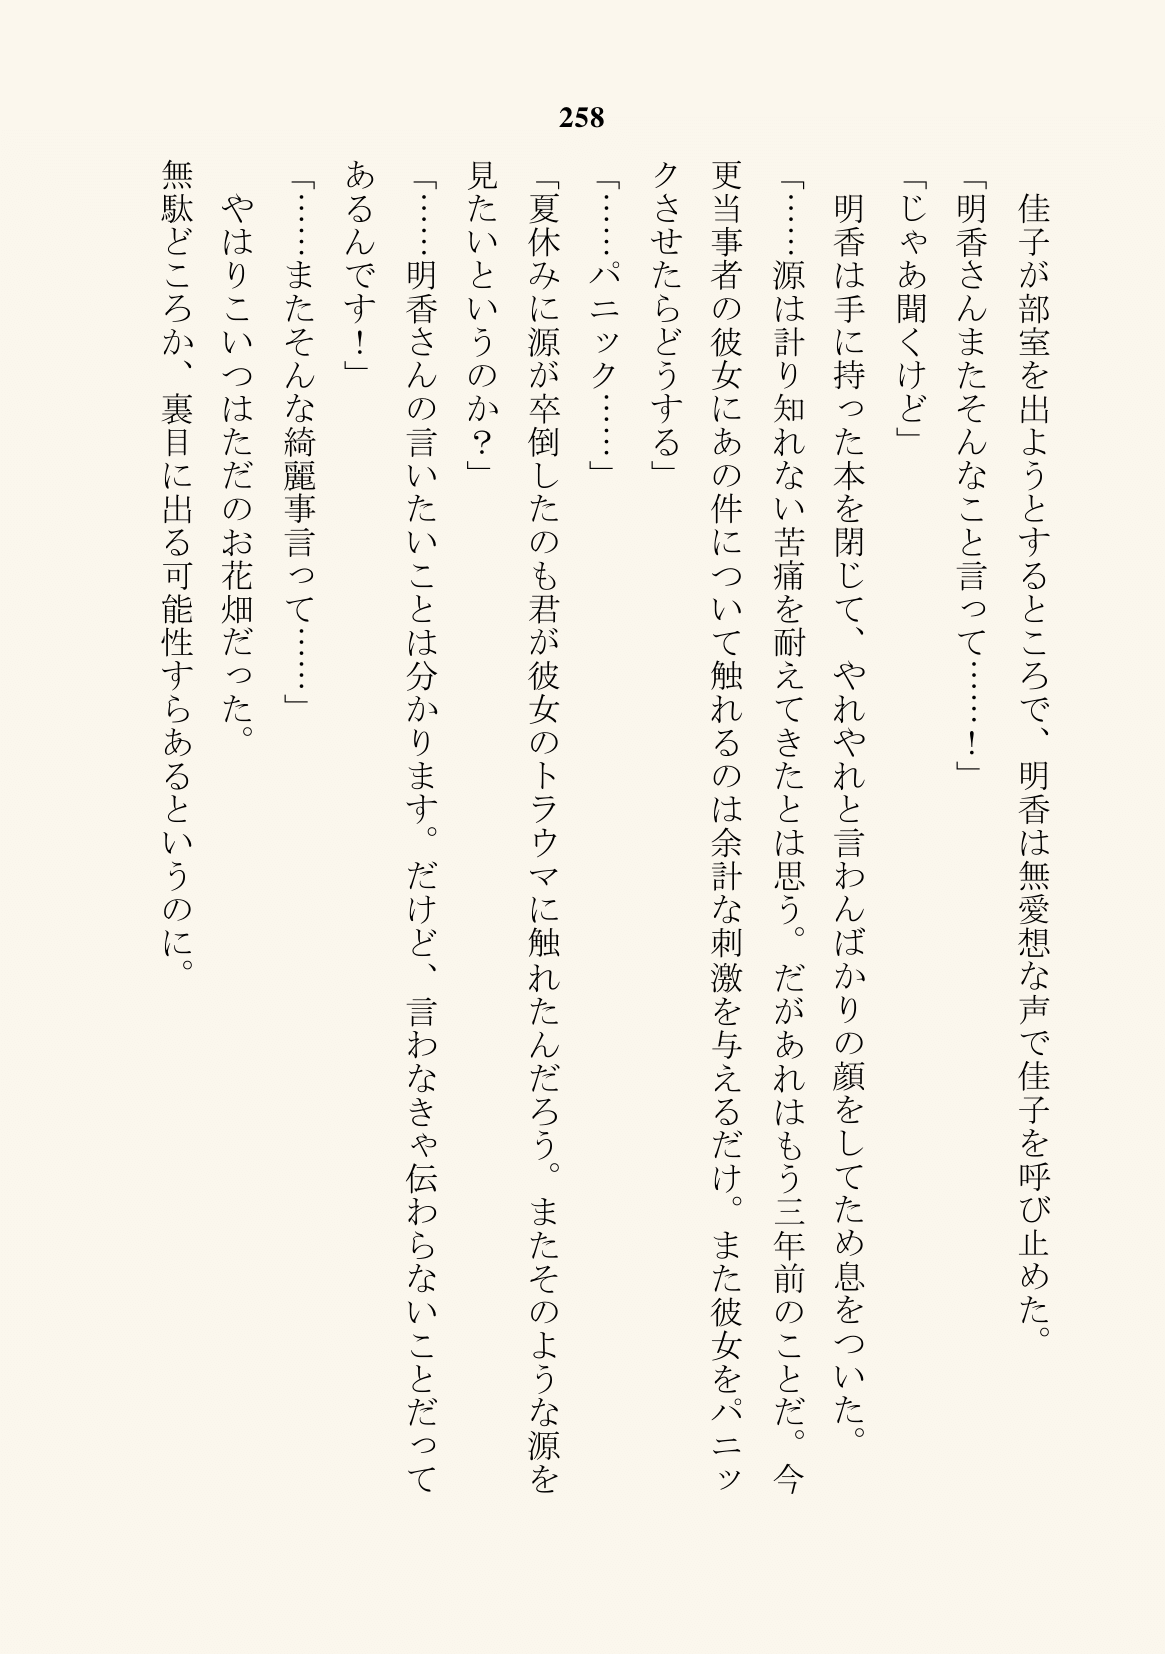 258
佳子が部室を出ようとするところで、明香は無愛想な声で佳子を呼び止めた。
「明香さんまたそんなこと言って……！」
「じゃあ聞くけど」
明香は手に持った本を閉じて、やれやれと言わんばかりの顔をしてため息をついた。
「……源は計り知れない苦痛を耐えてきたとは思う。だがあれはもう三年前のことだ。今
更当事者の彼女にあの件について触れるのは余計な刺激を与えるだけ。また彼女をパニッ
クさせたらどうする」
「……パニック……」
「夏休みに源が卒倒したのも君が彼女のトラウマに触れたんだろう。またそのような源を
見たいというのか？」
「……明香さんの言いたいことは分かります。だけど、言わなきゃ伝わらないことだって
あるんです！」
「……またそんな綺麗事言って……」
やはりこいつはただのお花畑だった。
無駄どころか、裏目に出る可能性すらあるというのに。